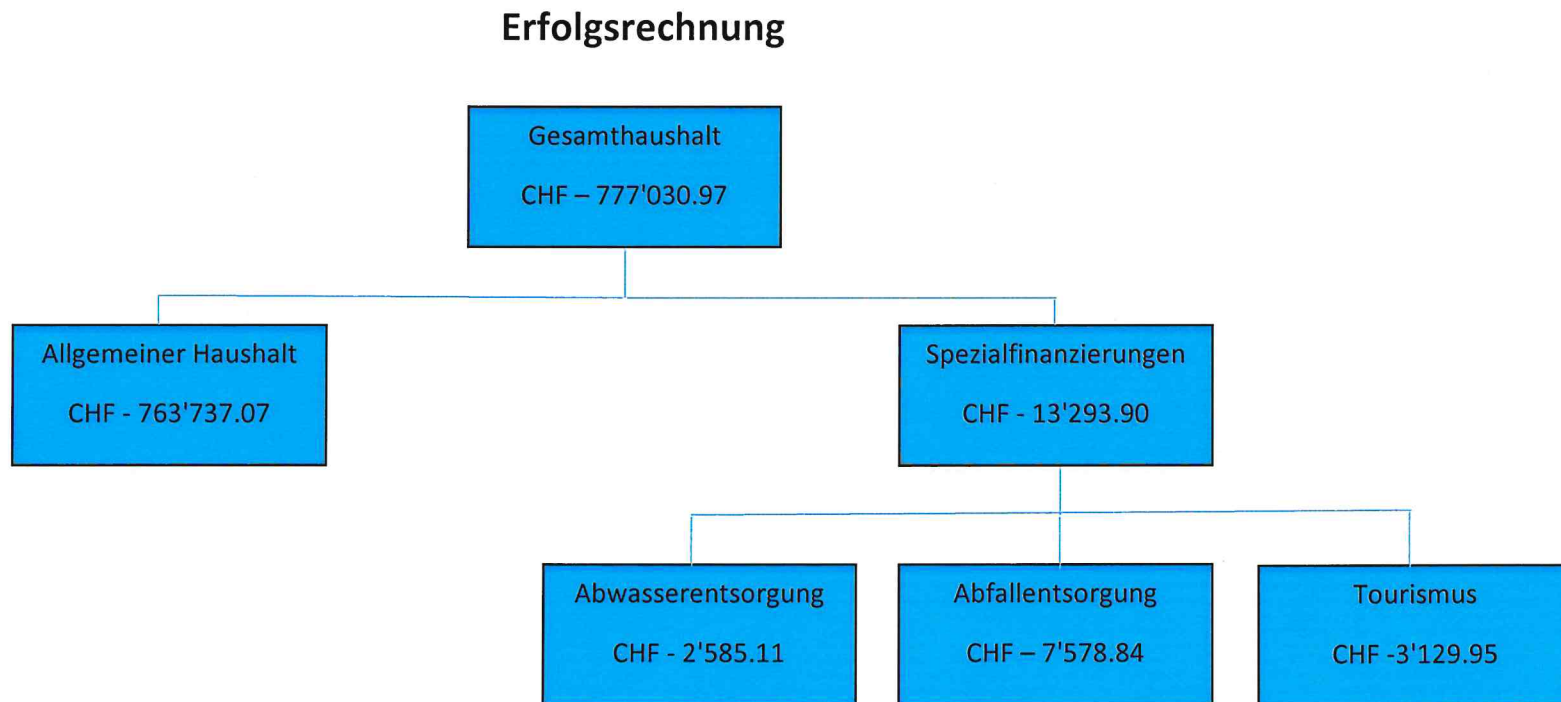 Erfolgsrechnung
Gesamthaushalt
CHF – 777'030.97
Allgemeiner Haushalt
CHF - 763'737.07
Spezialfinanzierungen
CHF - 13'293.90
Abwasserentsorgung
CHF - 2'585.11
Abfallentsorgung
CHF – 7'578.84
Tourismus
CHF -3'129.95